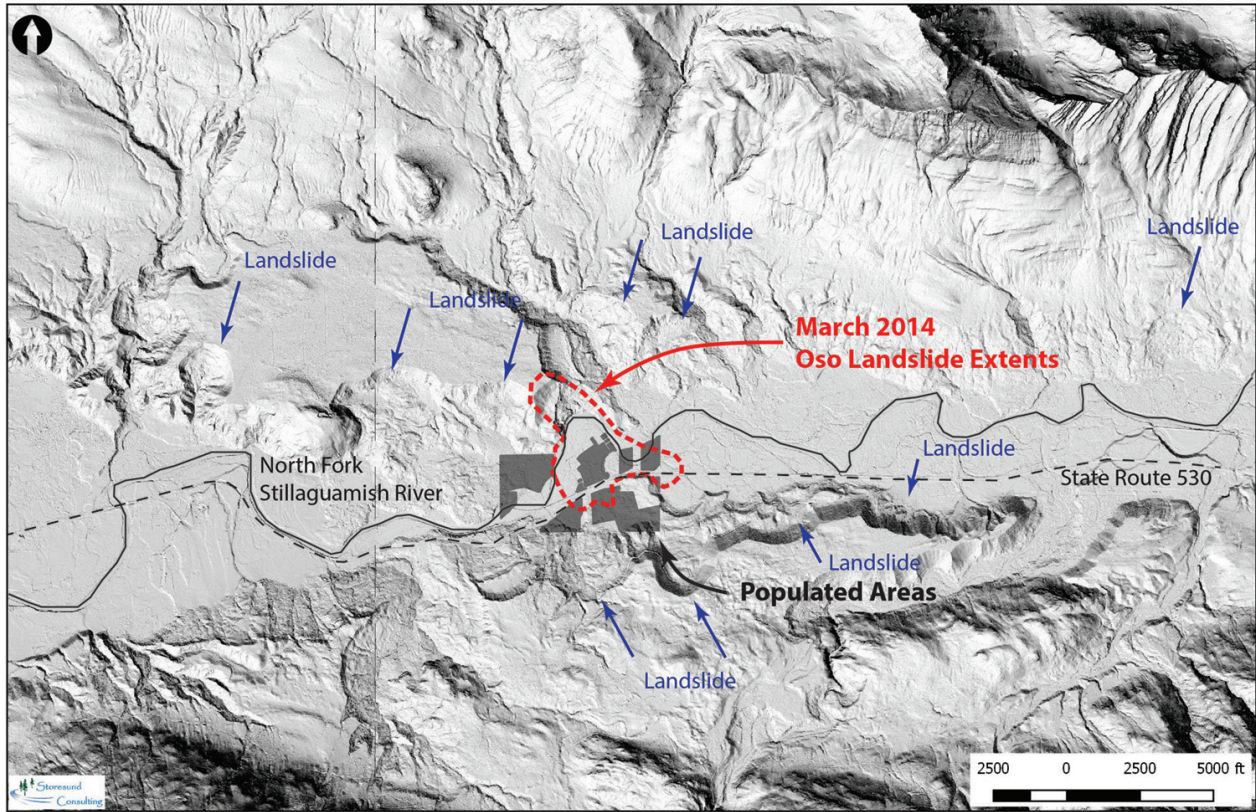 Landslide
Landslide
Landslide
Landslide
March 2014
Oso Landslide Extents
North Fork
Stillaguamish River
Landslide
State Route 530
Landslide
Populated Areas
Landslide
Storesund
Consulting
2500 0 2500 5000 ft